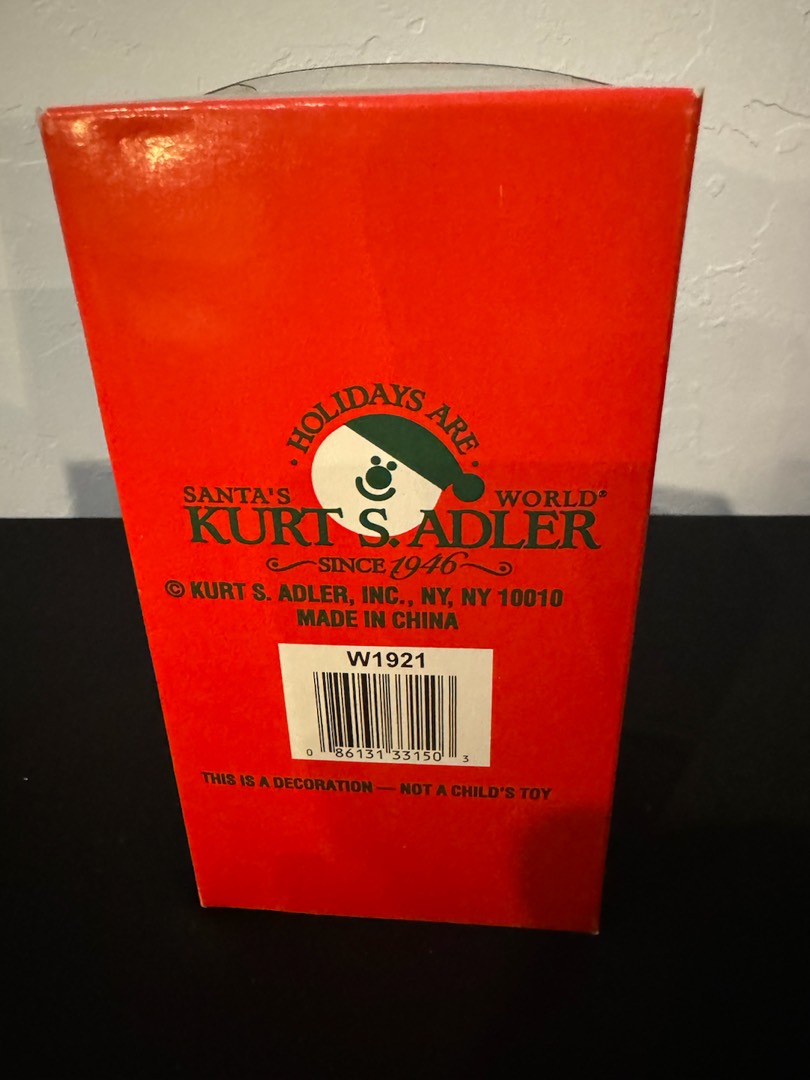 · HOLIDAYS ARE ·
SANTA'S WORLD®
KURT S. ADLER
SINCE 1946
© KURT S. ADLER, INC., NY, NY 10010
MADE IN CHINA
W1921
0 86131 33150 3
THIS IS A DECORATION — NOT A CHILD'S TOY